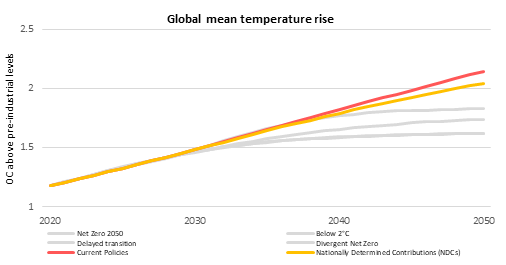 Global mean temperature rise
0C above pre-industrial levels
2.5
2
1.5
1
2020 2030 2040 2050
Net Zero 2050 Below 2°C
Delayed transition Divergent Net Zero
Current Policies Nationally Determined Contributions (NDCs)